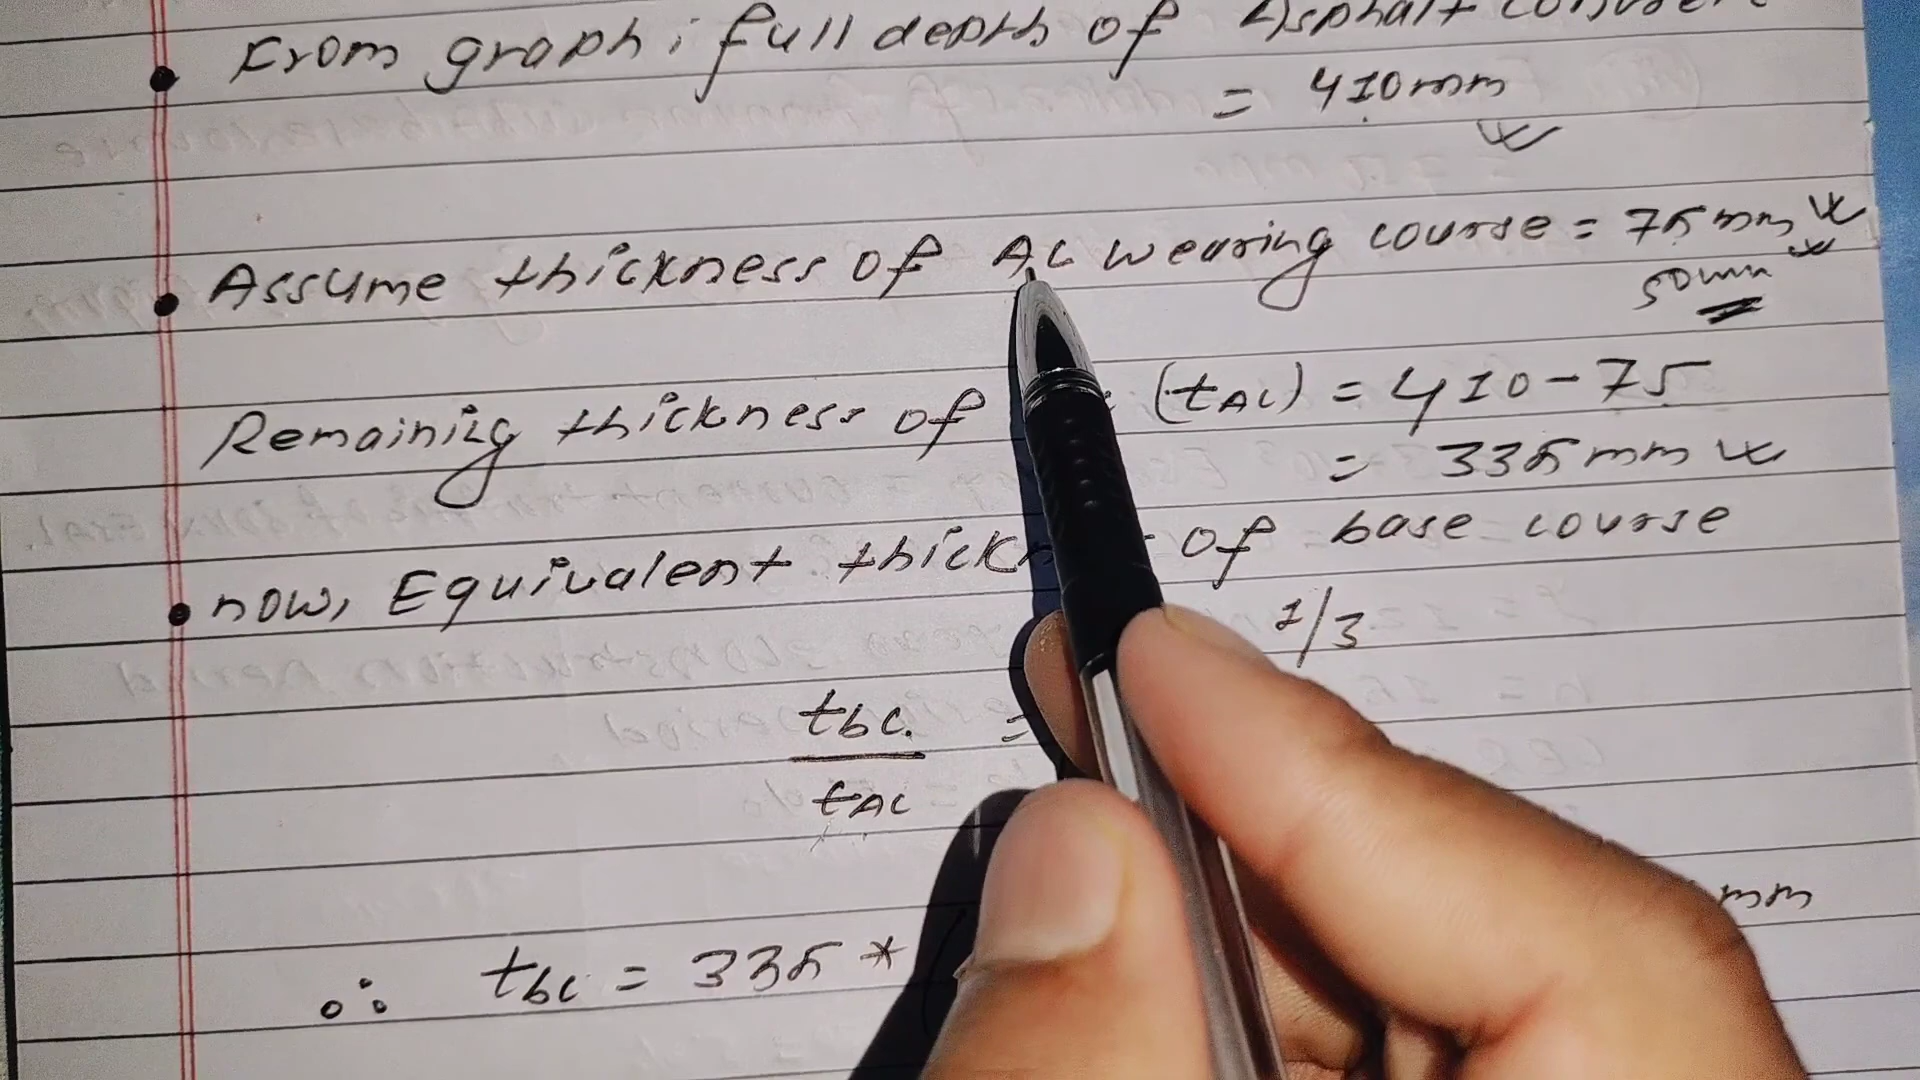 From graph; full depth of Asphalt
= 410mm
Assume thickness of AC wearing course = 75mm
50mm
Remaining thickness of (tAC) = 410-75
= 335mm
now, Equivalent of base course
1/3
tbc. =
tAC
mm
∴ tbc = 335 *